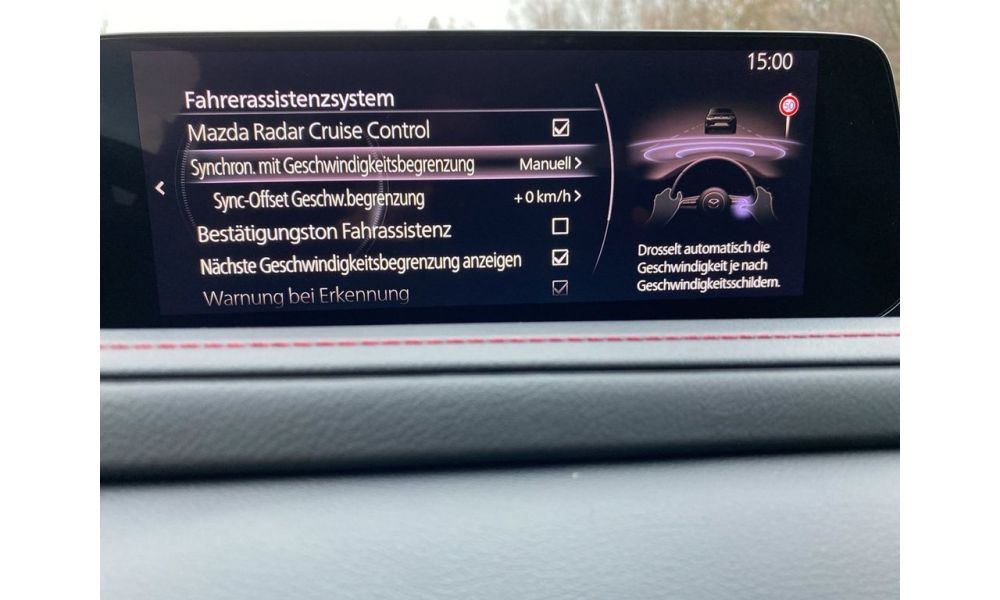 15:00
Fahrerassistenzsystem
Mazda Radar Cruise Control
Synchron. mit Geschwindigkeitsbegrenzung Manuell
Sync-Offset Geschw.begrenzung + 0 km/h
Bestätigungston Fahrassistenz
Nächste Geschwindigkeitsbegrenzung anzeigen
Warnung bei Erkennung
50
Drosselt automatisch die
Geschwindigkeit je nach
Geschwindigkeitsschildern.